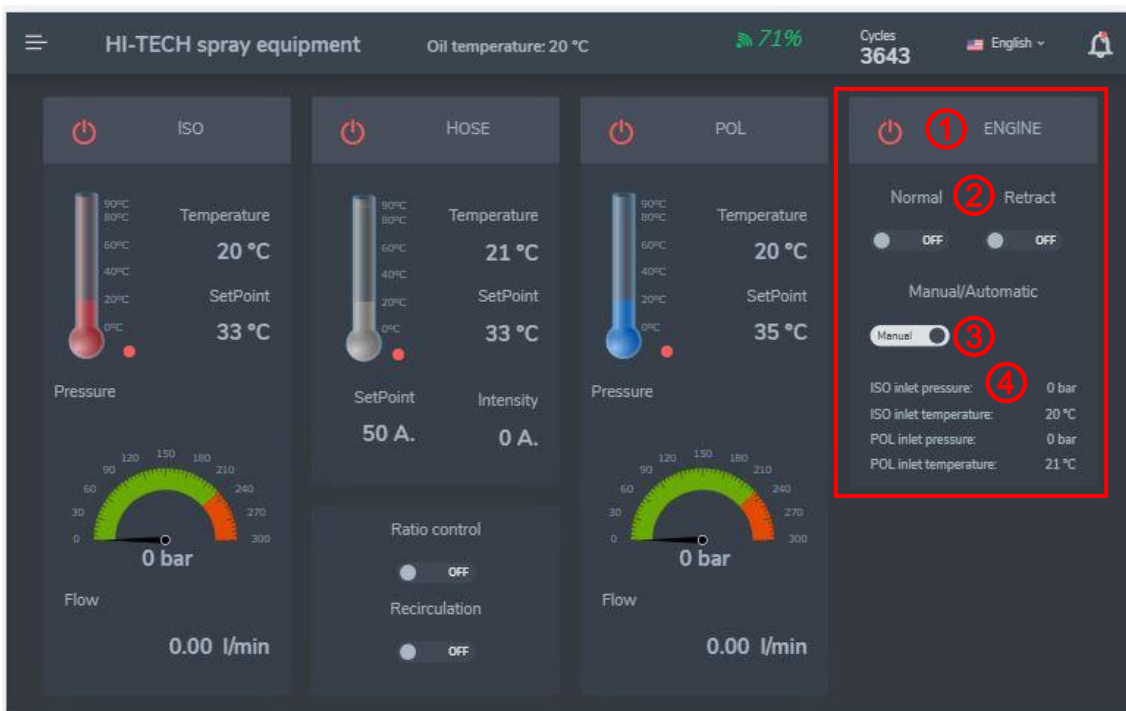 HI-TECH spray equipment
Oil temperature: 20 °C
71%
Cycles
3643
English
ISO
90ºC
80ºC
60ºC
40ºC
20ºC
0ºC
Temperature
20 °C
SetPoint
33 °C
Pressure
0 30 60 90 120 150 180 210 240 270 300
0 bar
Flow
0.00 l/min
HOSE
90ºC
80ºC
60ºC
40ºC
20ºC
0ºC
Temperature
21 °C
SetPoint
33 °C
SetPoint
50 A.
Intensity
0 A.
Ratio control
OFF
Recirculation
OFF
POL
90ºC
80ºC
60ºC
40ºC
20ºC
0ºC
Temperature
20 °C
SetPoint
35 °C
Pressure
0 30 60 90 120 150 180 210 240 270 300
0 bar
Flow
0.00 l/min
1 ENGINE
Normal 2 Retract
OFF OFF
Manual/Automatic
Manual 3
4
ISO inlet pressure: 0 bar
ISO inlet temperature: 20 °C
POL inlet pressure: 0 bar
POL inlet temperature: 21 °C